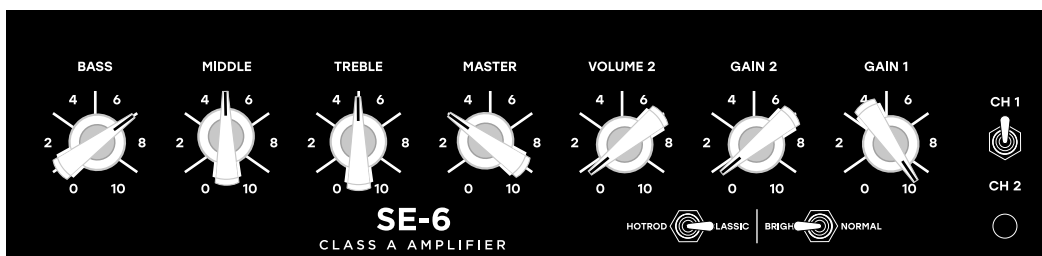 BASS MIDDLE TREBLE MASTER VOLUME 2 GAIN 2 GAIN 1
4 6 4 6 4 6 4 6 4 6 4 6 4 6 CH 1
2 8 2 8 2 8 2 8 2 8 2 8 2 8
0 10 0 10 0 10 0 10 0 10 0 10 0 10 CH 2
SE-6
HOTROD LASSIC BRIGH NORMAL
CLASS A AMPLIFIER